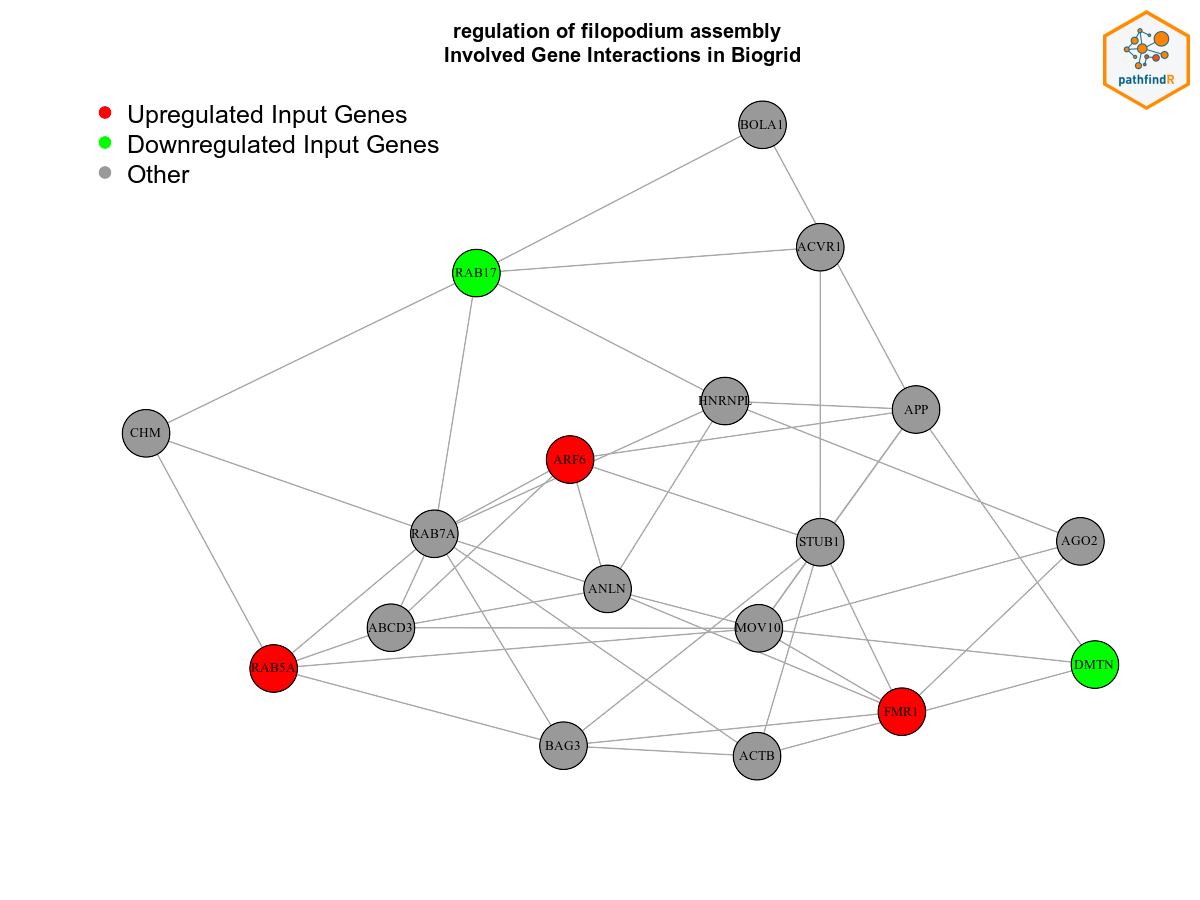 regulation of filopodium assembly
Involved Gene Interactions in Biogrid
pathfindR
Upregulated Input Genes
Downregulated Input Genes
Other
BOLA1
ACVR1
RAB17
HNRNPL
APP
CHM
ARF6
RAB7A
STUB1
AGO2
ANLN
ABCD3
MOV10
RAB5A
DMTN
FMR1
BAG3
ACTB